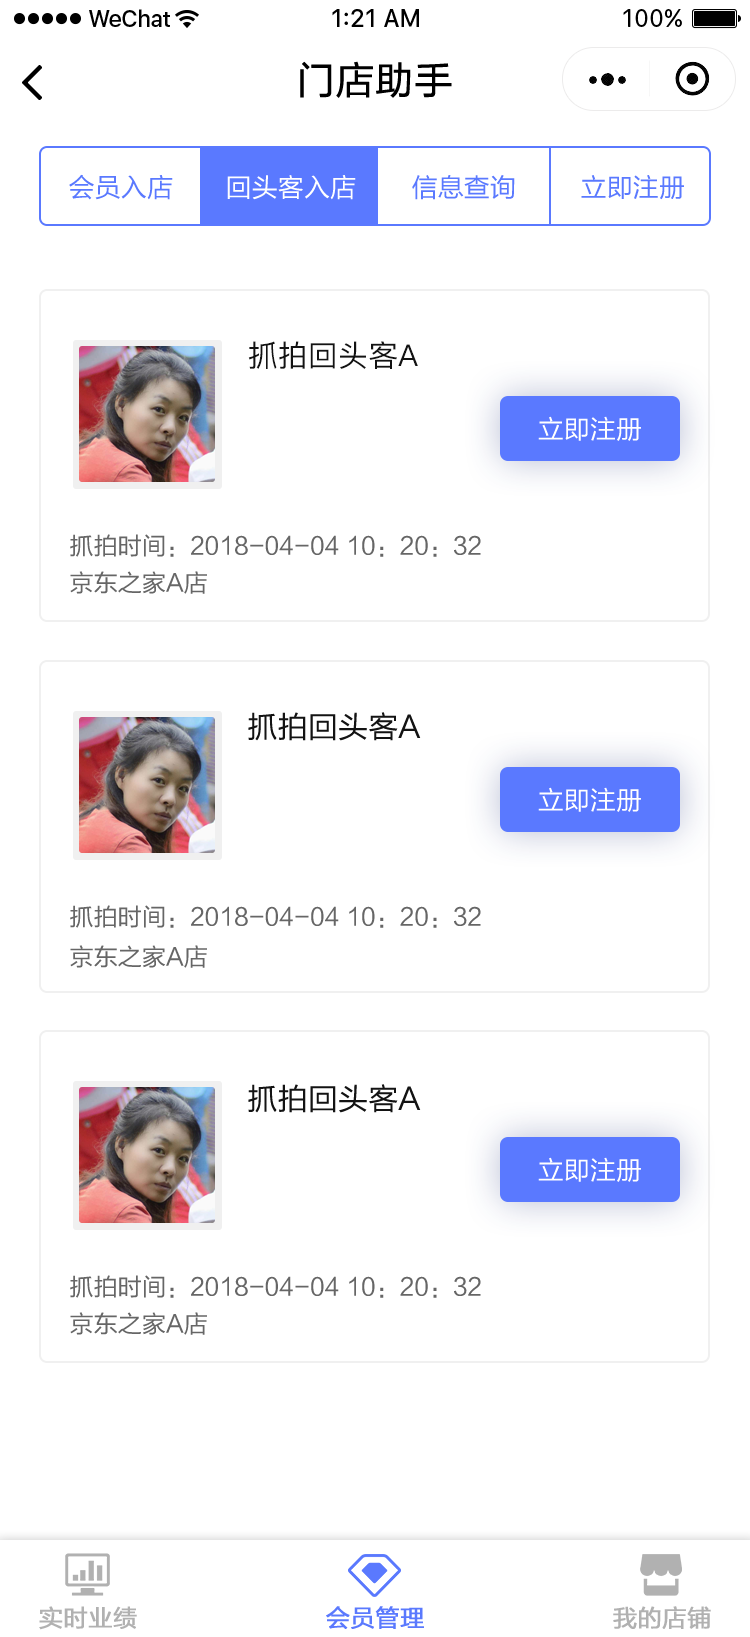 WeChat 1:21 AM 100%
门店助手
会员入店 回头客入店 信息查询 立即注册
抓拍回头客A
立即注册
抓拍时间：2018-04-04 10：20：32
京东之家A店
抓拍回头客A
立即注册
抓拍时间：2018-04-04 10：20：32
京东之家A店
抓拍回头客A
立即注册
抓拍时间：2018-04-04 10：20：32
京东之家A店
实时业绩 会员管理 我的店铺